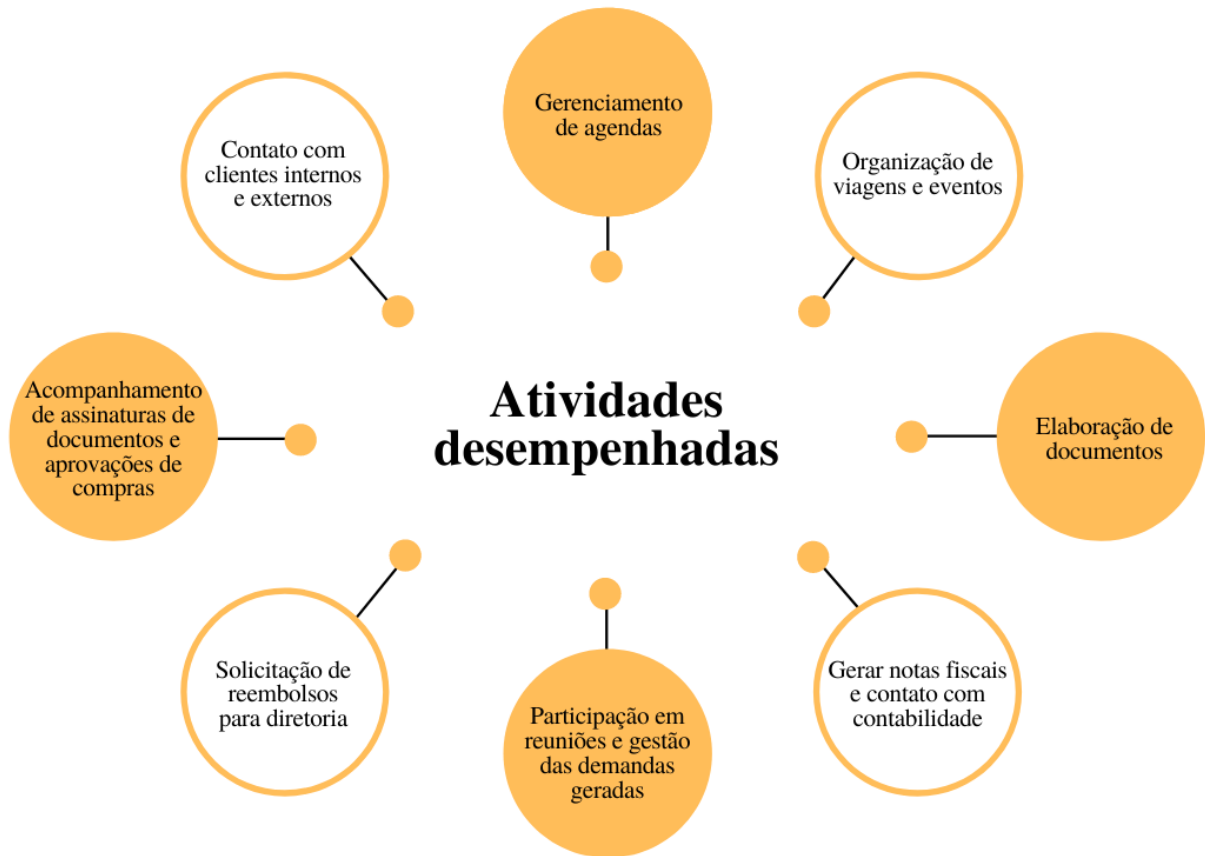 Gerenciamento
de agendas
Contato com
clientes internos
e externos
Organização de
viagens e eventos
Acompanhamento
de assinaturas de
documentos e
aprovações de
compras
Atividades
desempenhadas
Elaboração de
documentos
Solicitação de
reembolsos
para diretoria
Participação em
reuniões e gestão
das demandas
geradas
Gerar notas fiscais
e contato com
contabilidade